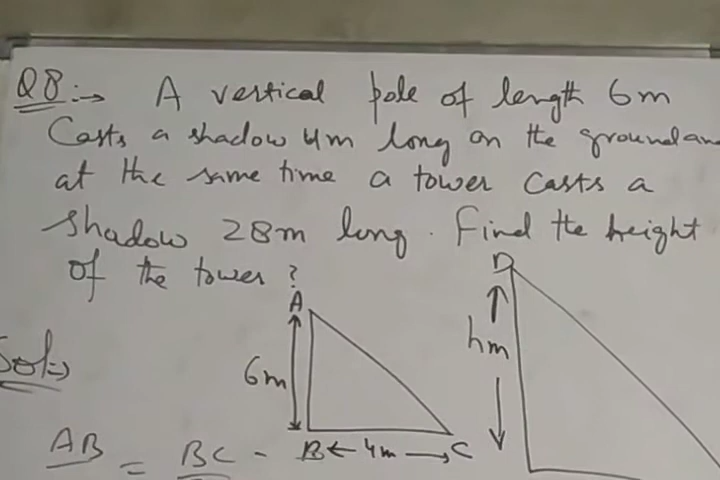 Q8:→ A vertical pole of length 6m
Casts a shadow 4m long on the ground an
at the same time a tower casts a
shadow 28m long. Find the height
of the tower?
A
D
hm
Sol:→
6m
AB = BC -
B ← 4m → C